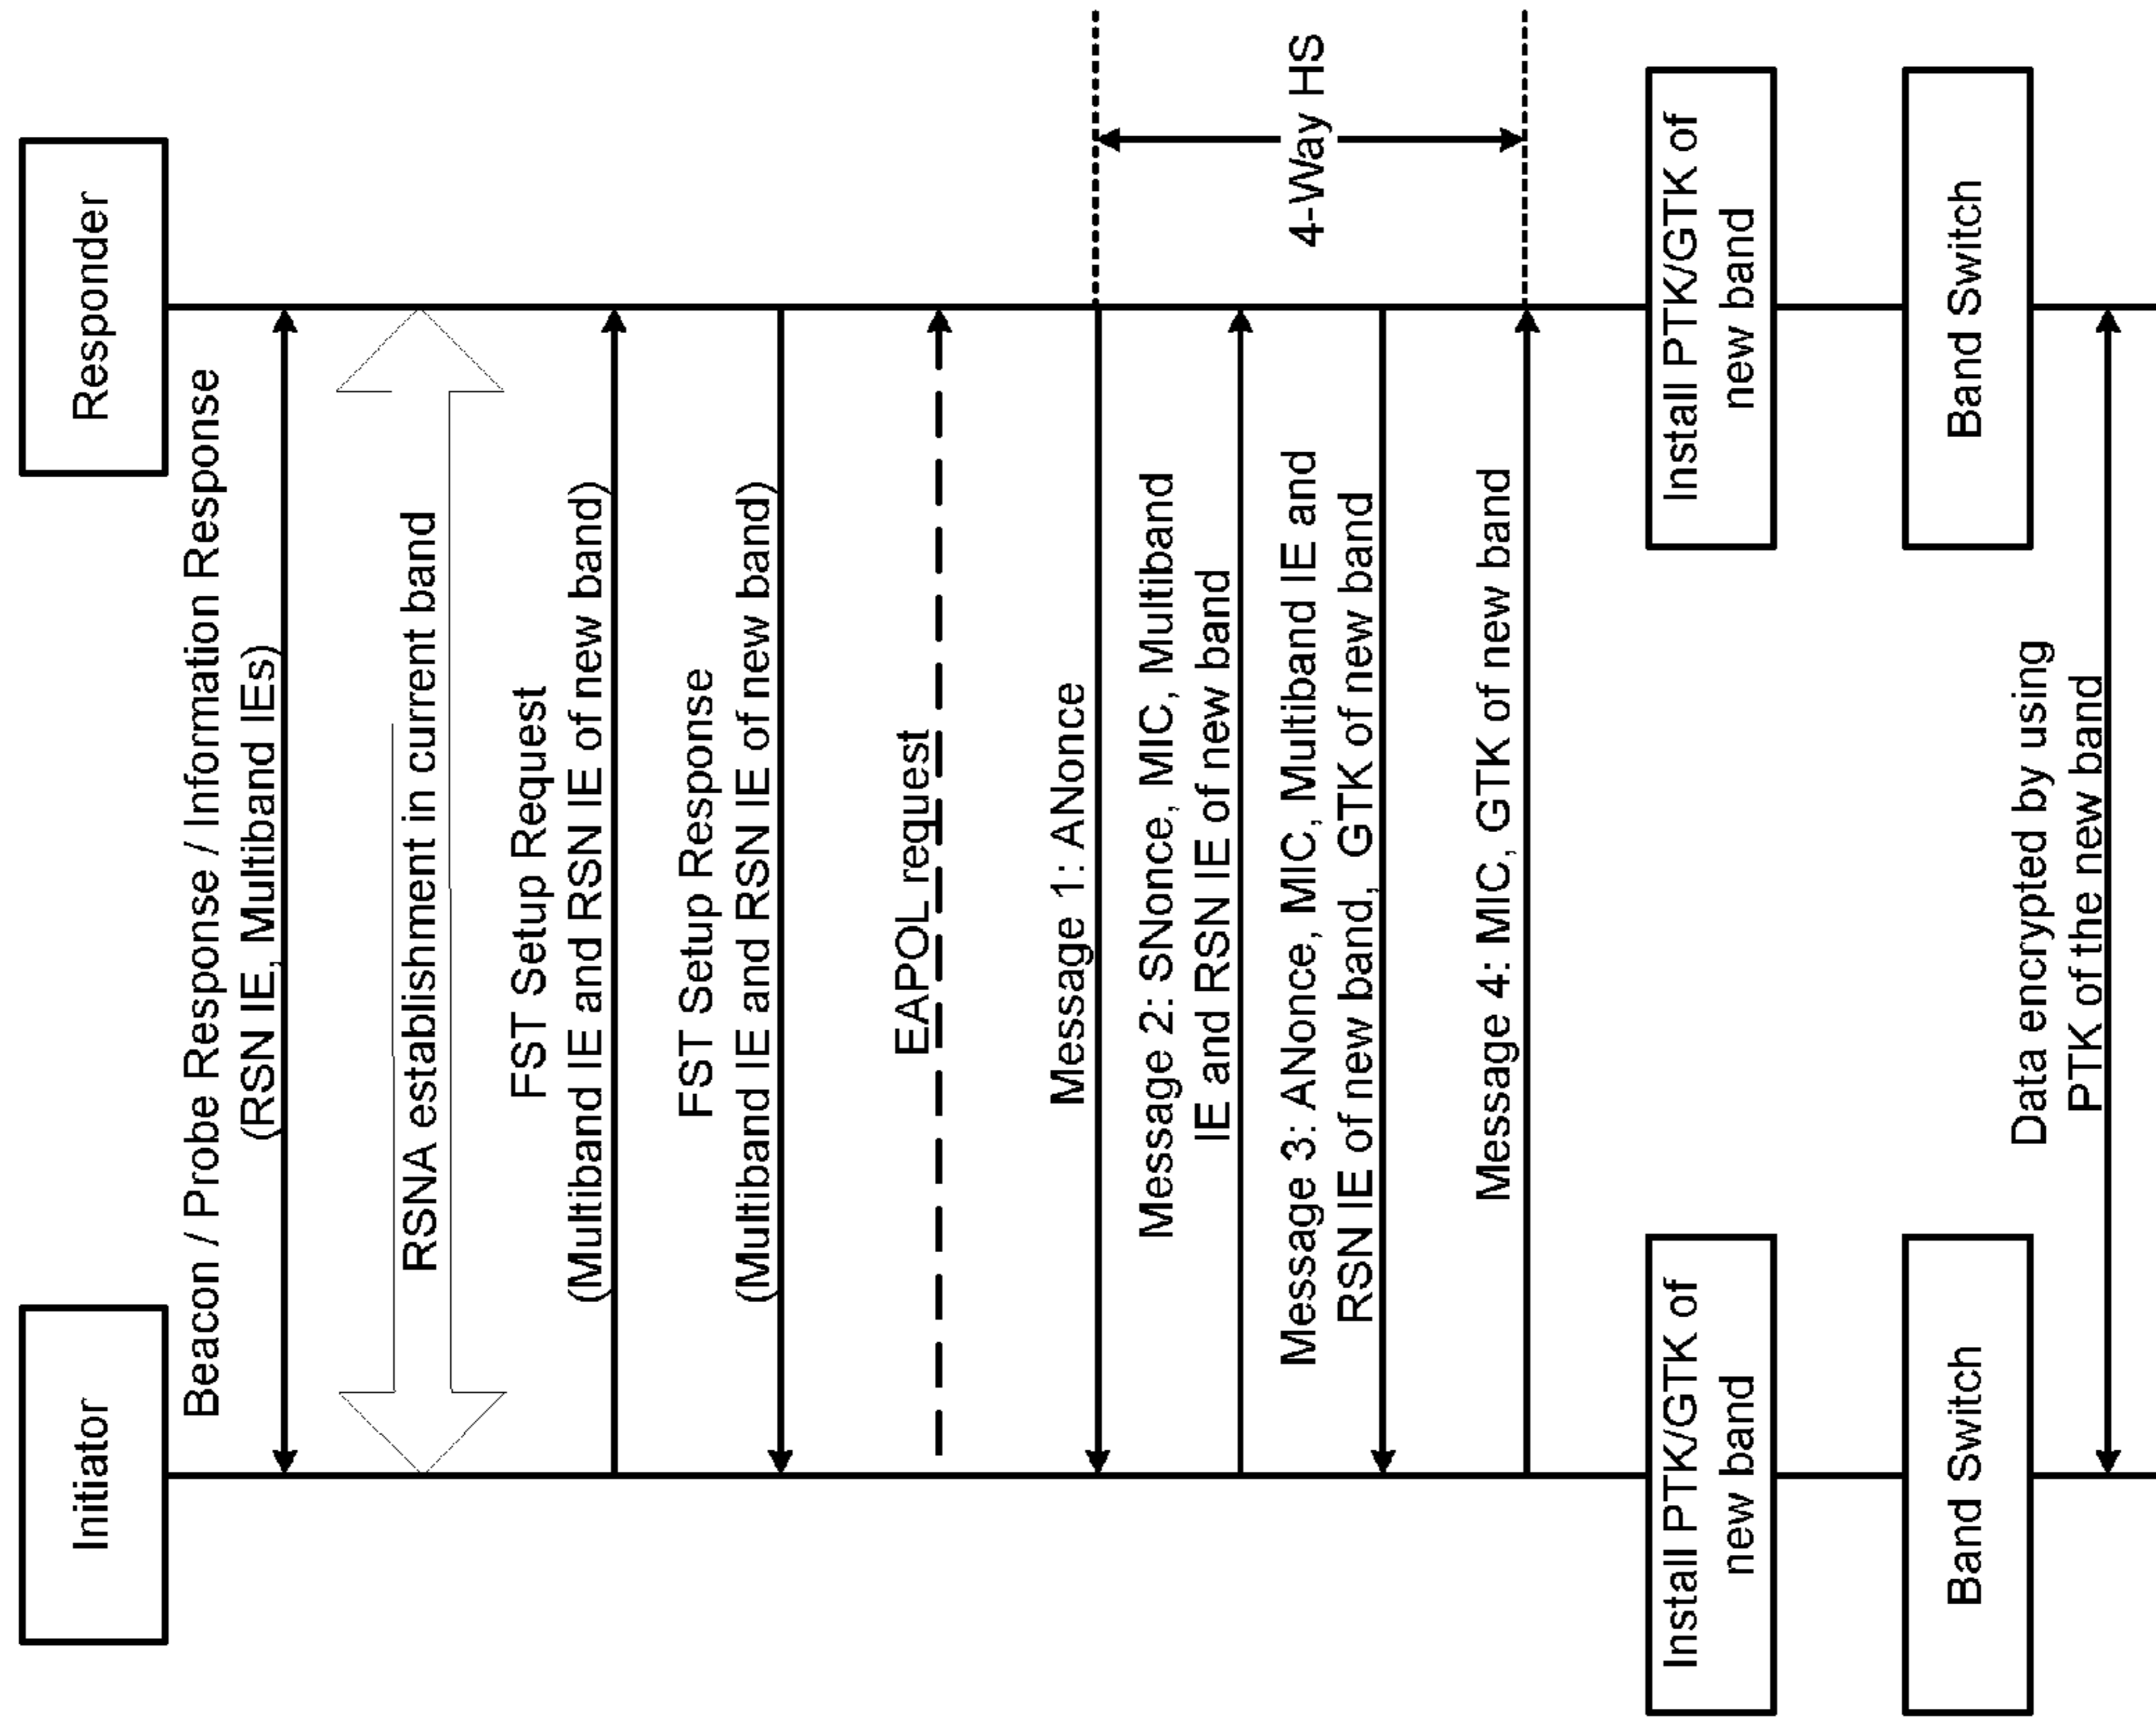 Initiator
Responder
Beacon / Probe Response / Information Response
(RSN IE, Multiband IEs)
RSNA establishment in current band
FST Setup Request
(Multiband IE and RSN IE of new band)
FST Setup Response
(Multiband IE and RSN IE of new band)
EAPOL request
Message 1: ANonce
Message 2: SNonce, MIC, Multiband
IE and RSN IE of new band
Message 3: ANonce, MIC, Multiband IE and
RSN IE of new band, GTK of new band
Message 4: MIC, GTK of new band
4-Way HS
Install PTK/GTK of
new band
Install PTK/GTK of
new band
Band Switch
Band Switch
Data encrypted by using
PTK of the new band